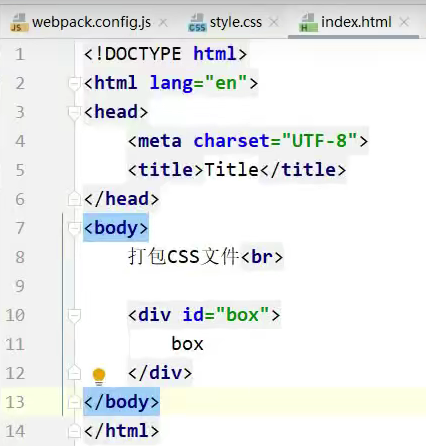 webpack.config.js style.css index.html
1 <!DOCTYPE html>
2 <html lang="en">
3 <head>
4 <meta charset="UTF-8">
5 <title>Title</title>
6 </head>
7 <body>
8 打包CSS文件<br>
9
10 <div id="box">
11 box
12 </div>
13 </body>
14 </html>